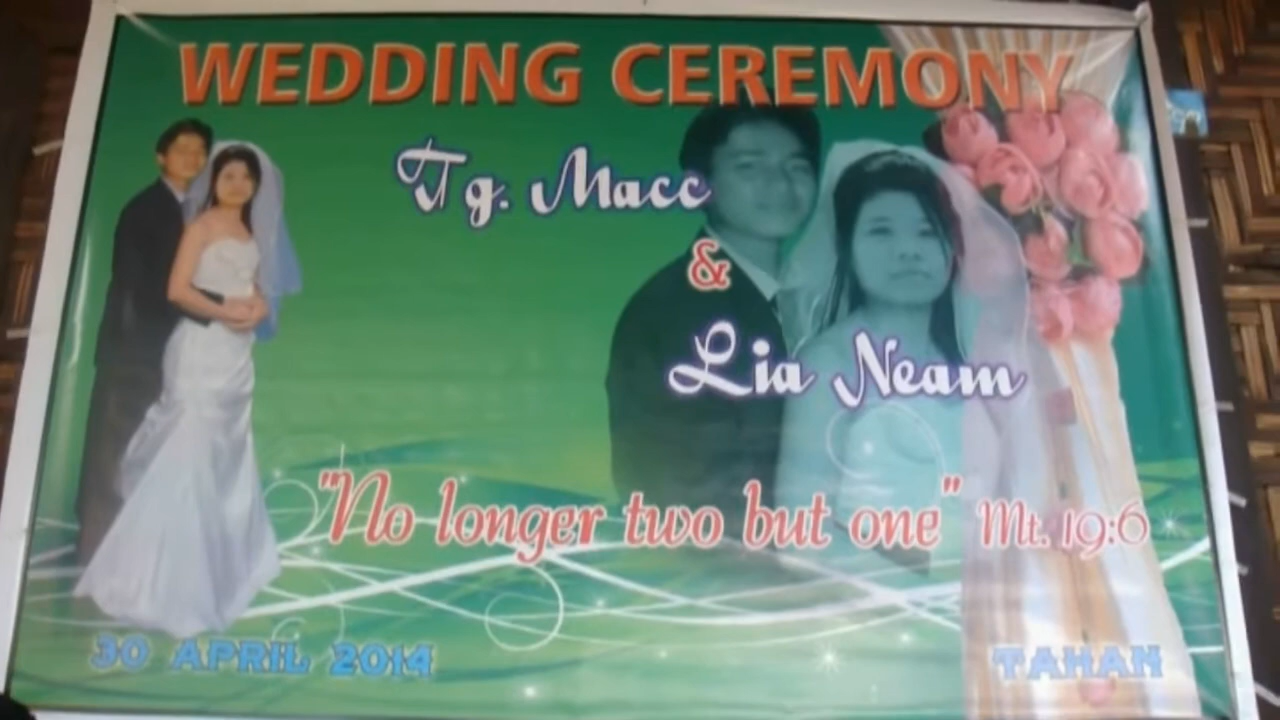 WEDDING CEREMONY
Tg. Macc
&
Lia Neam
"No longer two but one" Mt. 19:6
30 APRIL 2014
TAHAN